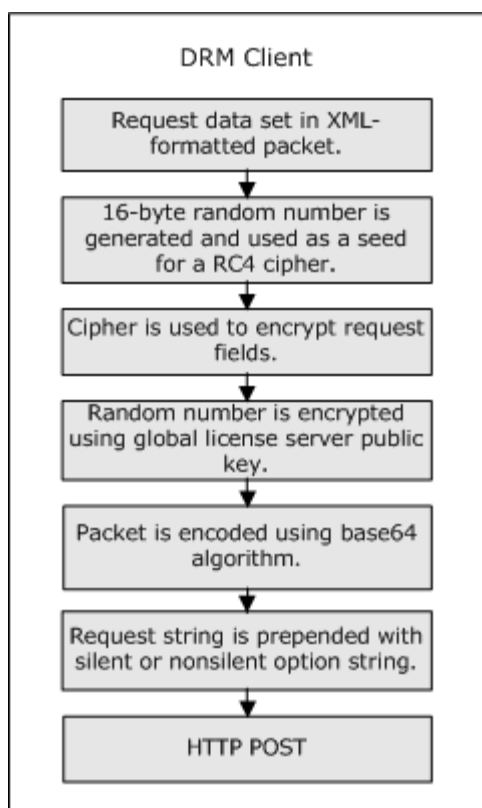 DRM Client
Request data set in XML-
formatted packet.
16-byte random number is
generated and used as a seed
for a RC4 cipher.
Cipher is used to encrypt request
fields.
Random number is encrypted
using global license server public
key.
Packet is encoded using base64
algorithm.
Request string is prepended with
silent or nonsilent option string.
HTTP POST